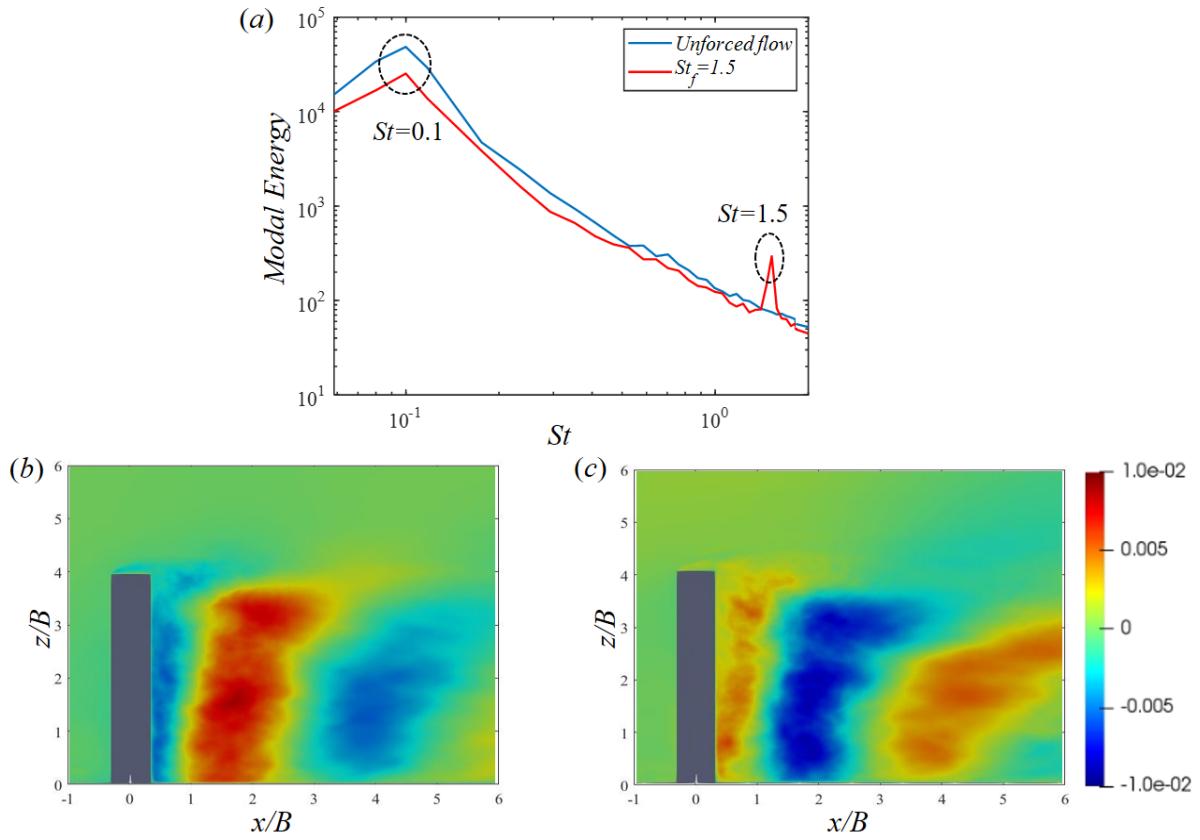 (a)
10^5
10^4
10^3
10^2
10^1
Modal Energy
Unforced flow
St_f=1.5
St=0.1
St=1.5
10^-1
10^0
St
(b)
6
5
4
3
2
1
0
z/B
-1
0
1
2
3
4
5
6
x/B
(c)
6
5
4
3
2
1
0
z/B
-1
0
1
2
3
4
5
6
x/B
1.0e-02
0.005
0
-0.005
-1.0e-02